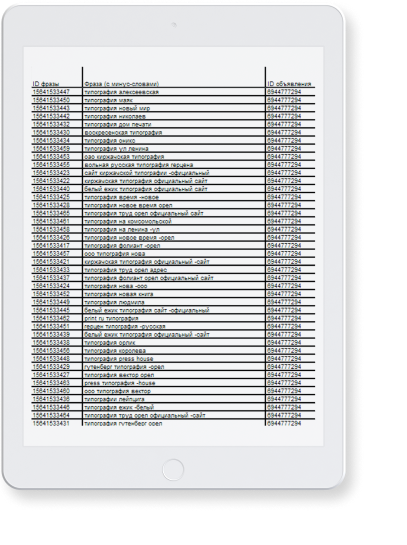 ID фразы Фраза (с минус-словами) ID объявления
15641533447 типография алексеевская 6944777294
15641533450 типография маяк 6944777294
15641533443 типография новый мир 6944777294
15641533442 типография николаев 6944777294
15641533432 типография дом печати 6944777294
15641533430 воскресенская типография 6944777294
15641533434 типография оникс 6944777294
15641533459 типография ул ленина 6944777294
15641533453 оао киржачская типография 6944777294
15641533455 вольная русская типография герцена 6944777294
15641533423 сайт киржачской типографии -официальный 6944777294
15641533422 киржачская типография официальный сайт 6944777294
15641533440 белый ежик типография официальный сайт 6944777294
15641533425 типография время -новое 6944777294
15641533428 типография новое время орел 6944777294
15641533465 типография труд орел официальный сайт 6944777294
15641533461 типография на комсомольской 6944777294
15641533458 типография на ленина -ул 6944777294
15641533426 типография новое время -орел 6944777294
15641533417 типография фолиант -орел 6944777294
15641533457 ооо типография нова 6944777294
15641533421 киржачская типография официальный -сайт 6944777294
15641533433 типография труд орел адрес 6944777294
15641533437 типография фолиант орел официальный сайт 6944777294
15641533424 типография нова -ооо 6944777294
15641533452 типография новая книга 6944777294
15641533449 типография людмила 6944777294
15641533445 белый ежик типография сайт -официальный 6944777294
15641533462 print ru типография 6944777294
15641533451 герцен типография -русская 6944777294
15641533439 белый ежик типография официальный -сайт 6944777294
15641533438 типография орлик 6944777294
15641533456 типография королева 6944777294
15641533448 типография press house 6944777294
15641533429 гутенберг типография -орел 6944777294
15641533427 типография вектор орел 6944777294
15641533463 press типография -house 6944777294
15641533460 ооо типография вектор 6944777294
15641533436 типографии лейпцига 6944777294
15641533446 типография ежик -белый 6944777294
15641533464 типография труд орел официальный -сайт 6944777294
15641533431 типография гутенберг орел 6944777294